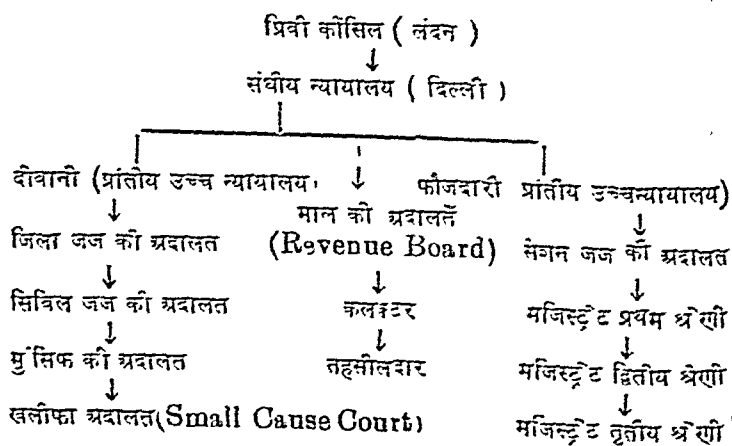 प्रिवी कौंसिल ( लंदन )
↓
संघीय न्यायालय ( दिल्ली )
दीवानी (प्रांतीय उच्च न्यायालय, ↓ फौजदारी प्रांतीय उच्चन्यायालय)
↓ माल की अदालतें ↓
जिला जज की अदालत (Revenue Board) सेशन जज की अदालत
↓ ↓ ↓
सिविल जज की अदालत कलक्टर मजिस्ट्रेट प्रथम श्रेणी
↓ ↓ ↓
मुंसिफ की अदालत तहसीलदार मजिस्ट्रेट द्वितीय श्रेणी
↓ ↓
खलीफा अदालत(Small Cause Court) मजिस्ट्रेट तृतीय श्रेणी